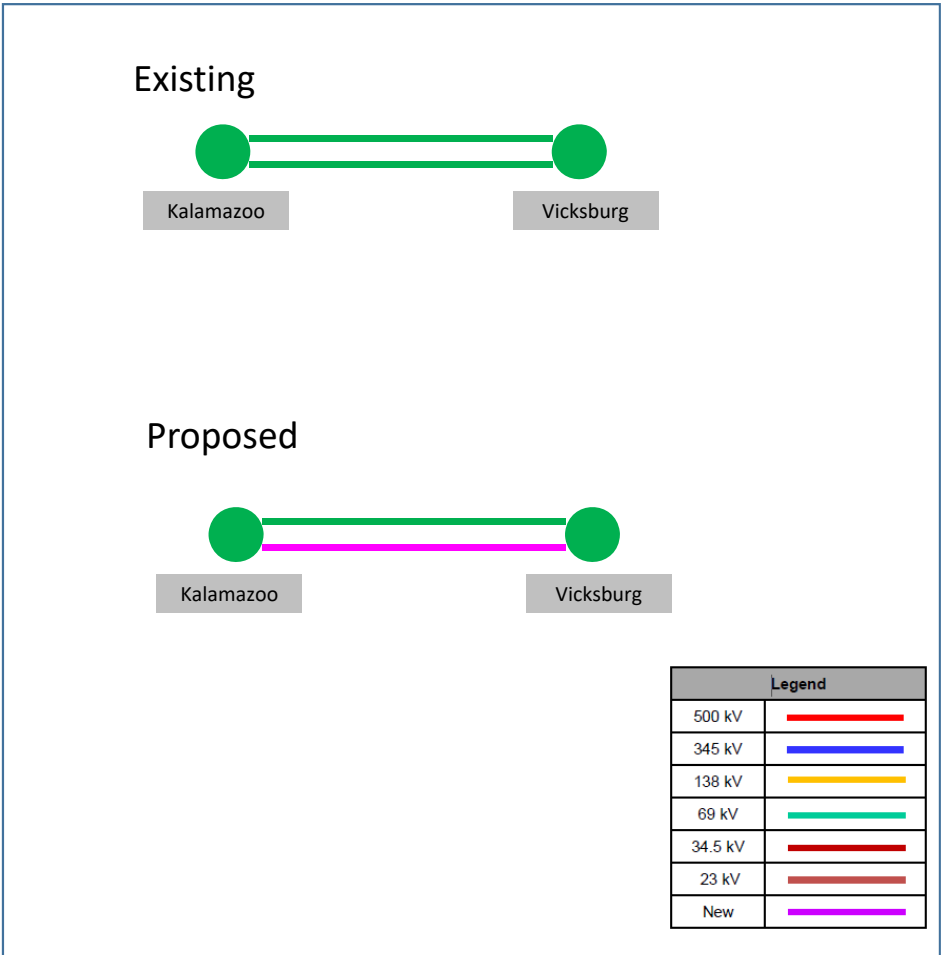 Existing
Kalamazoo
Vicksburg
Proposed
Kalamazoo
Vicksburg
Legend
500 kV
345 kV
138 kV
69 kV
34.5 kV
23 kV
New